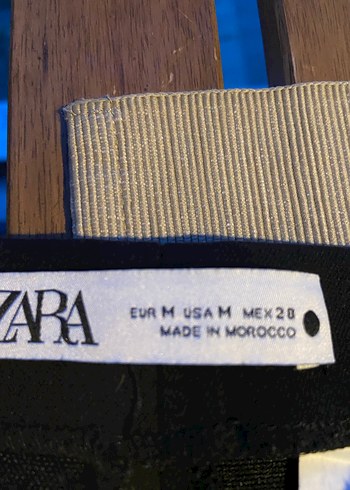 ZARA
EUR M USA M MEX 28
MADE IN MOROCCO